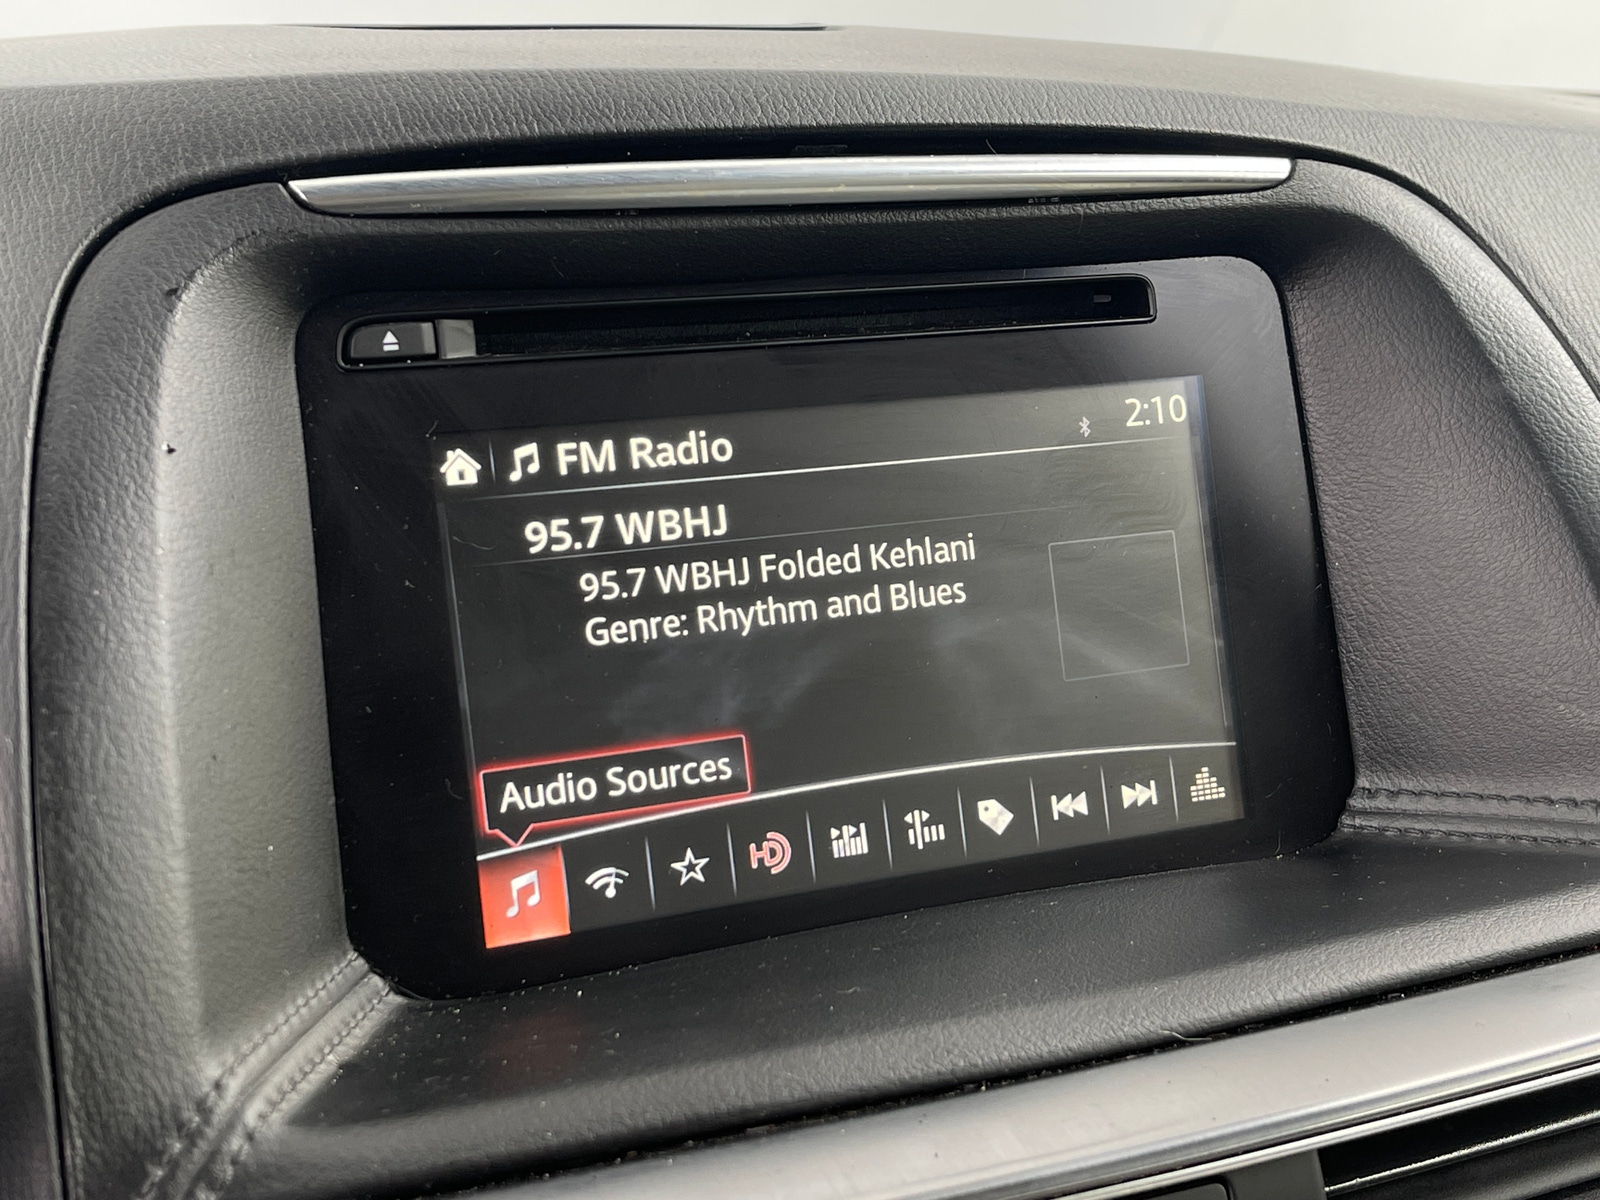 FM Radio
2:10
95.7 WBHJ
95.7 WBHJ Folded Kehlani
Genre: Rhythm and Blues
Audio Sources
HD